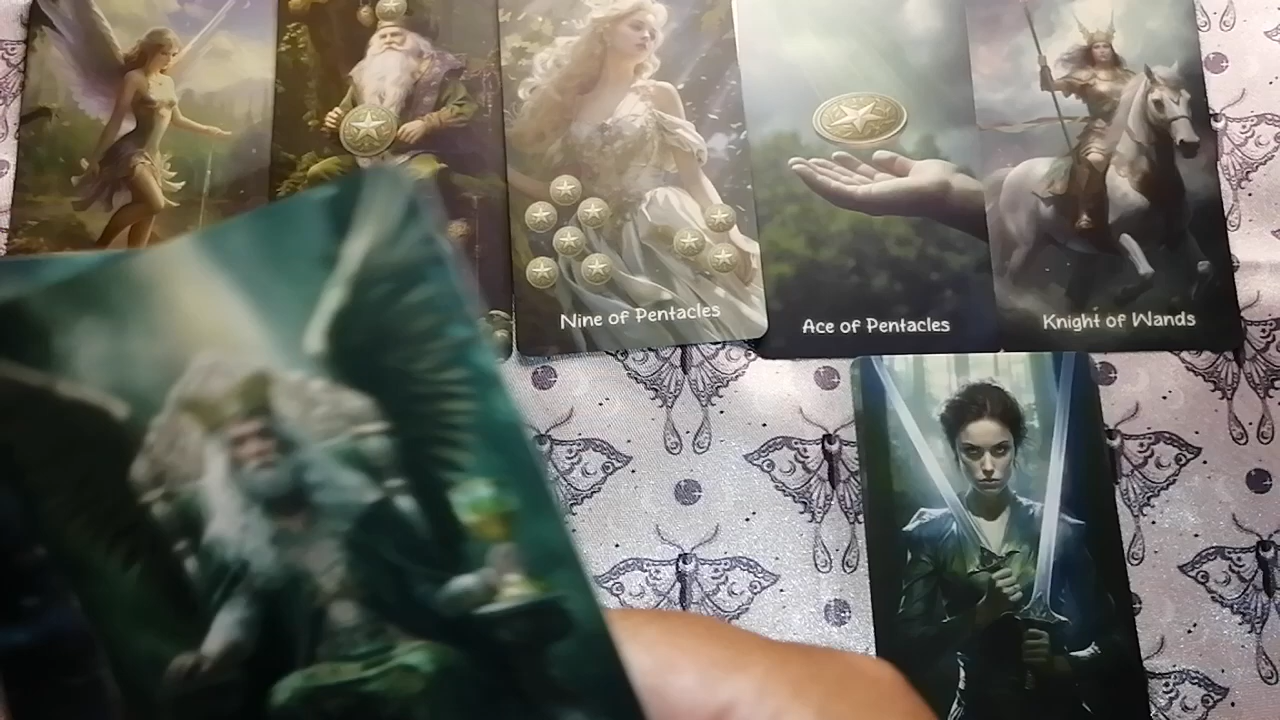 Nine of Pentacles
Ace of Pentacles
Knight of Wands